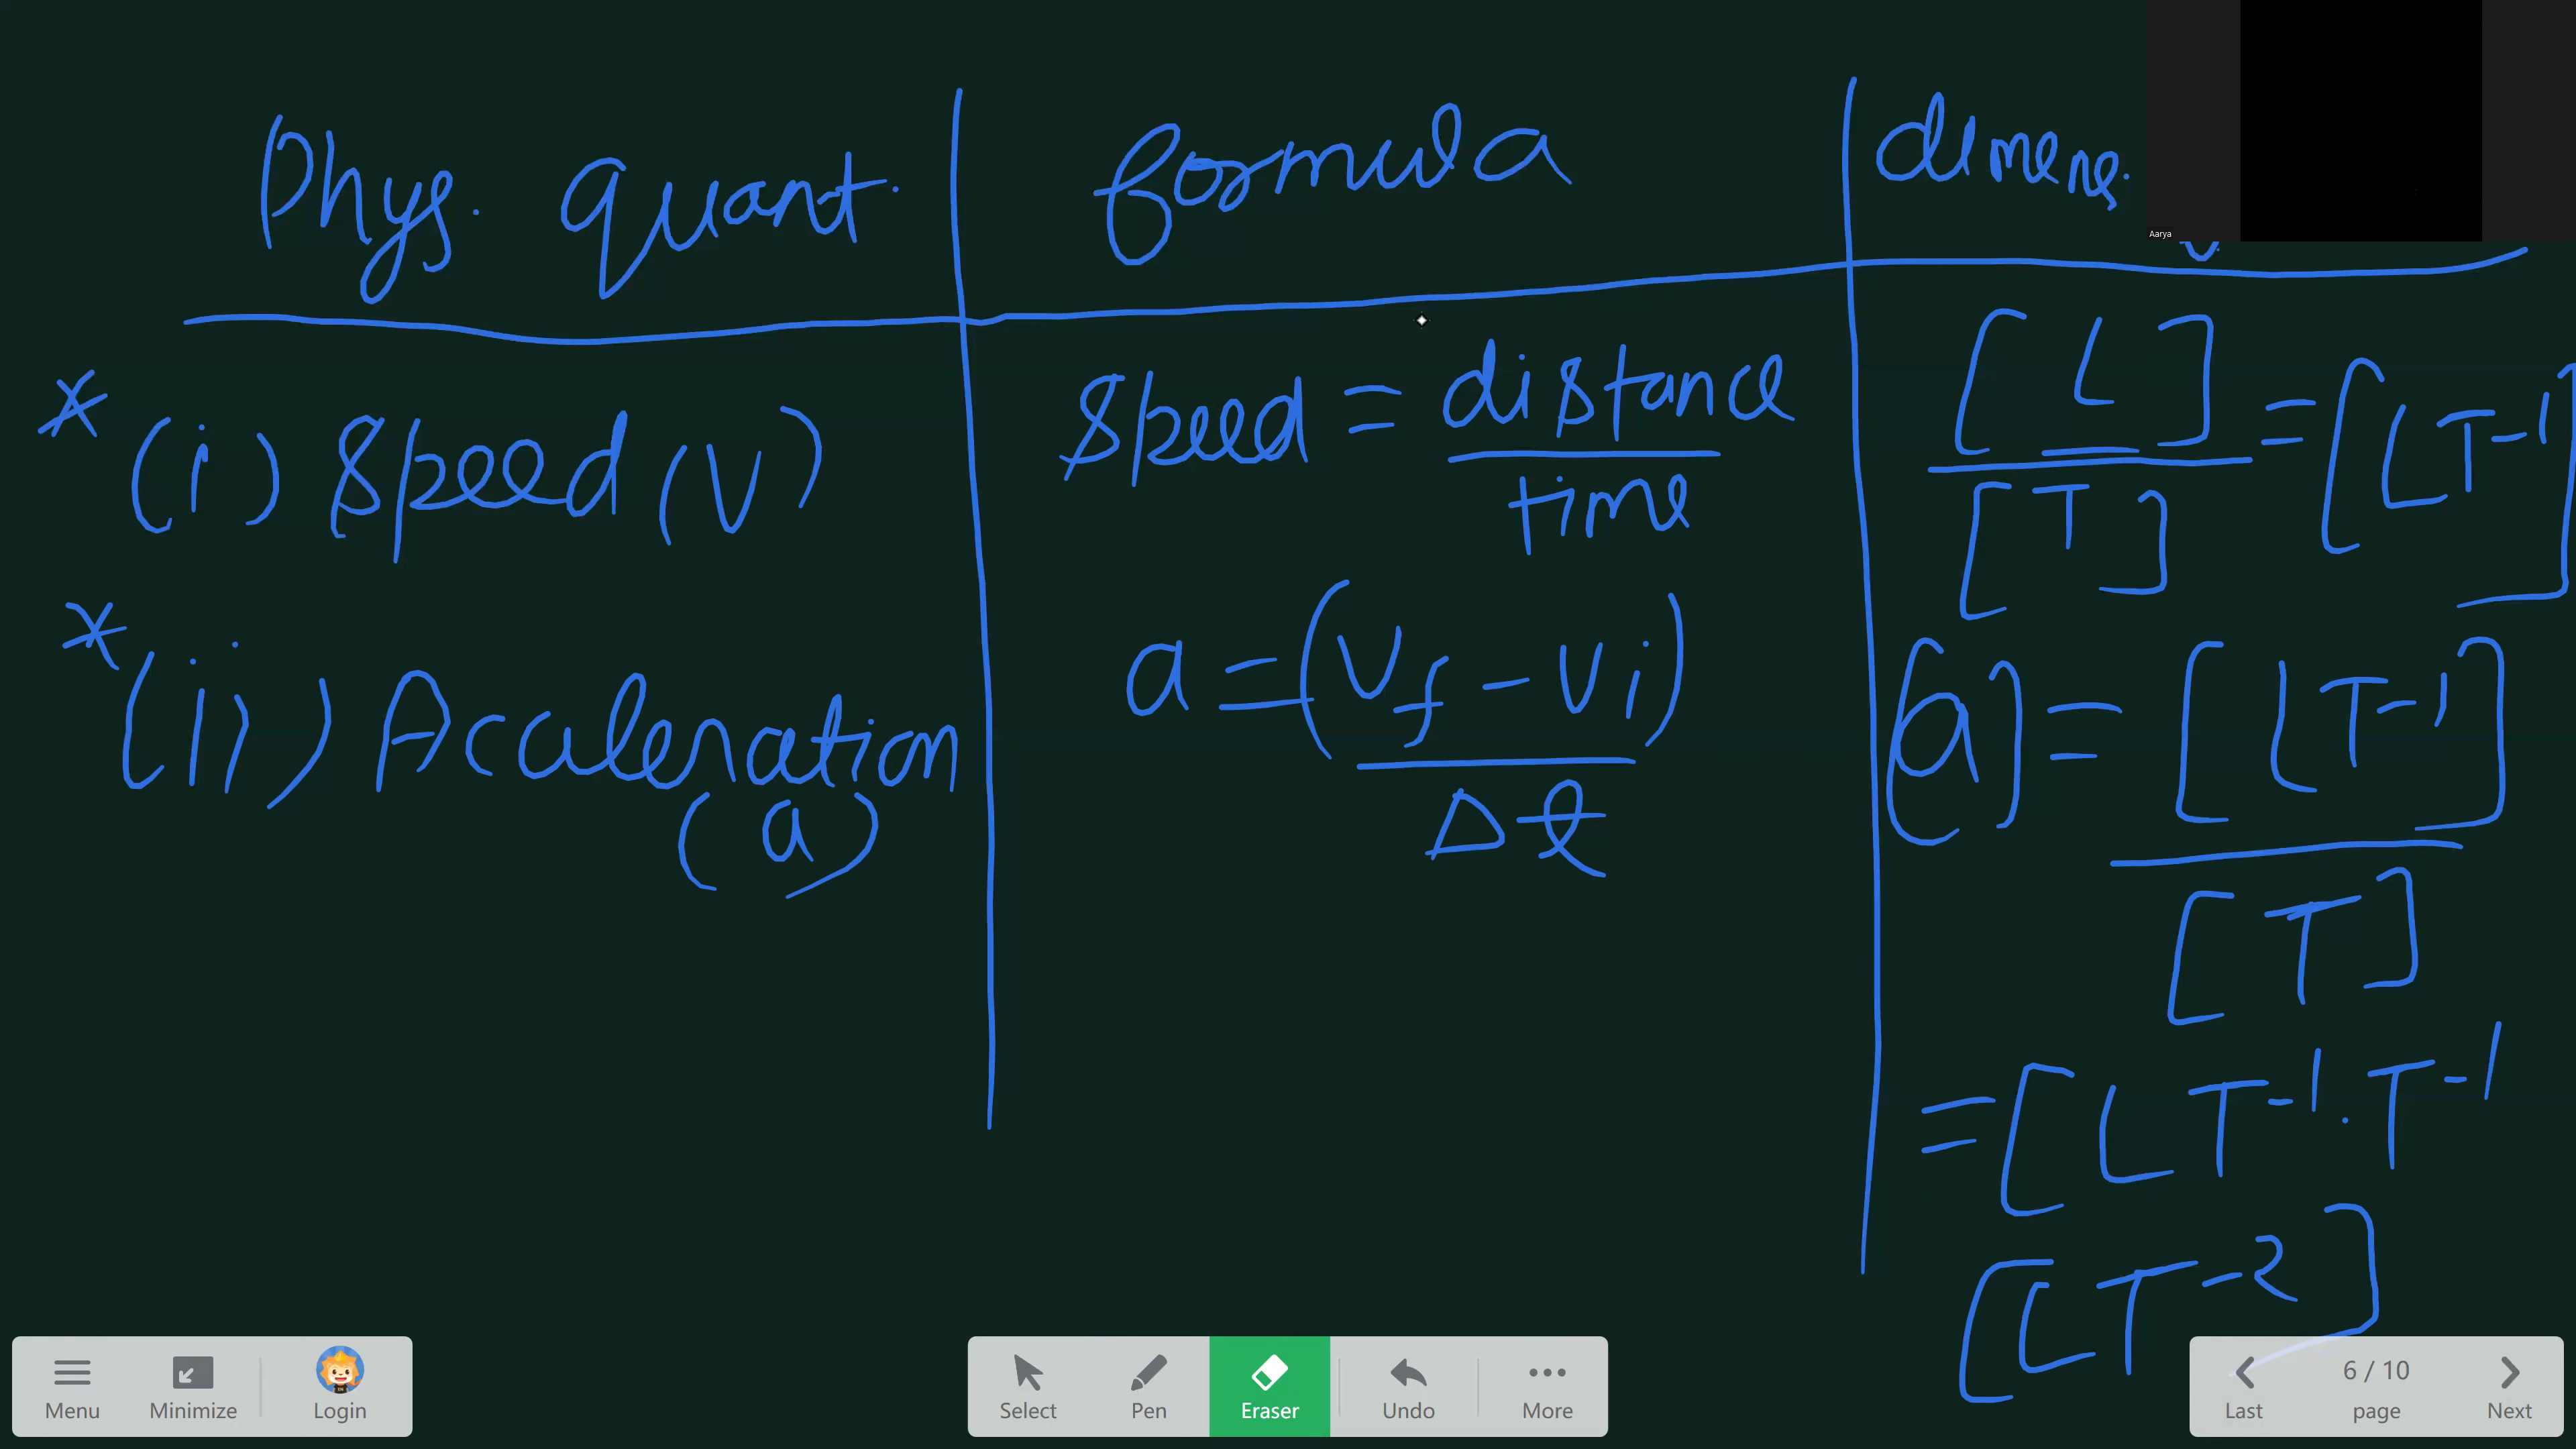 Phys. quant. formula dimens.
Aarya
* (i) Speed (v) Speed = distance / time [L] / [T] = [LT-1]
* (ii) Acaleration (a) a = (vf - vi) / Δt [a] = [LT-1] / [T]
= [LT-1 . T-1
[LT-2]
Menu Minimize Login Select Pen Eraser Undo More Last 6 / 10 page Next